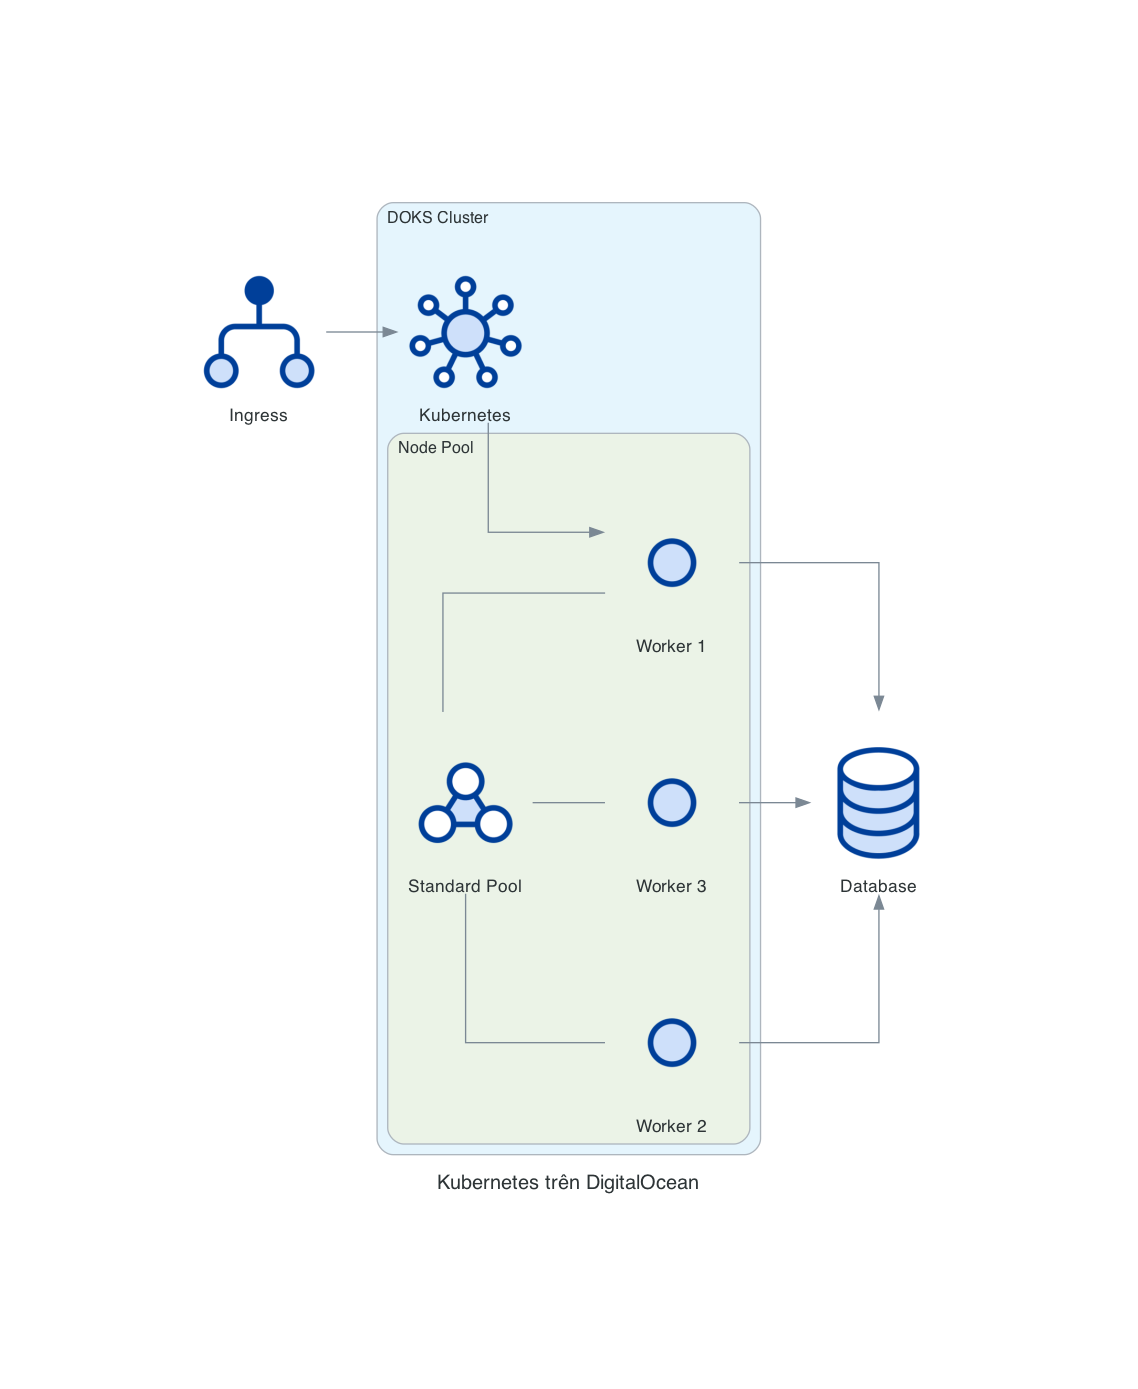 DOKS Cluster
Ingress
Kubernetes
Node Pool
Worker 1
Standard Pool
Worker 3
Database
Worker 2
Kubernetes trên DigitalOcean